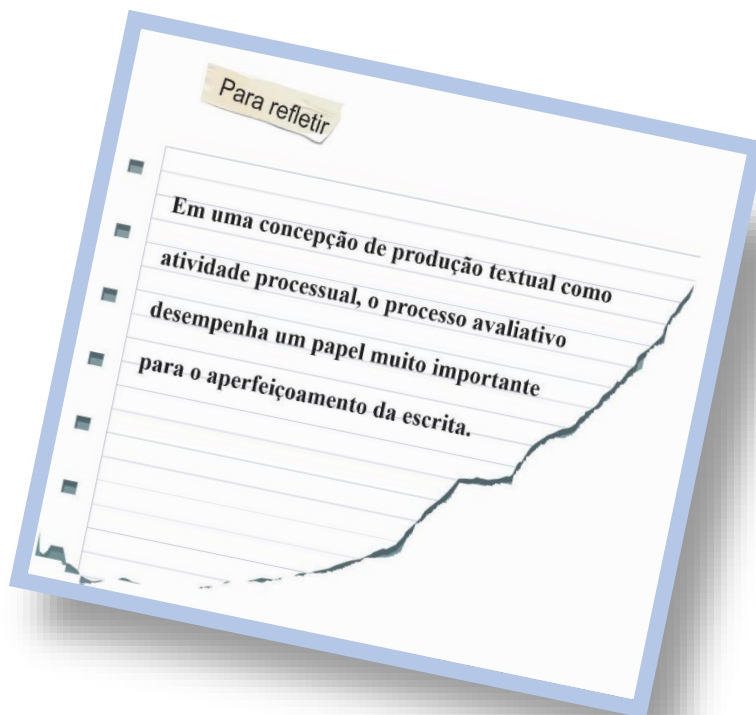 Para refletir
Em uma concepção de produção textual como
atividade processual, o processo avaliativo
desempenha um papel muito importante
para o aperfeiçoamento da escrita.